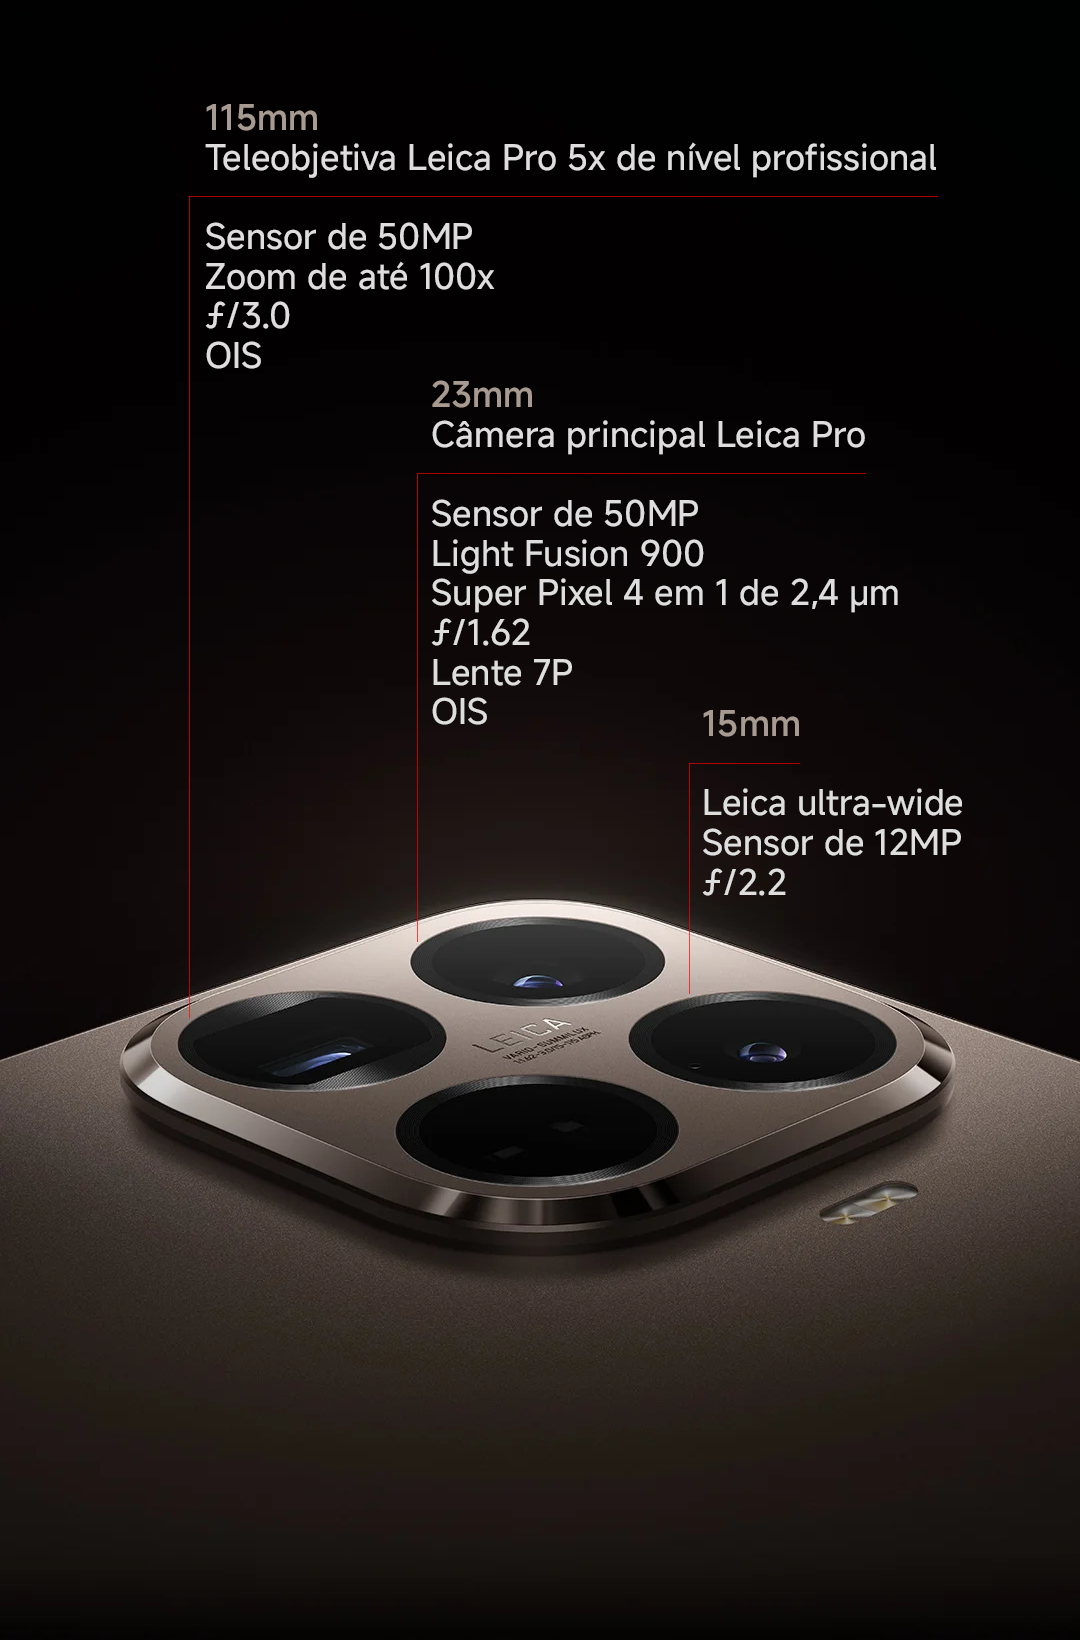 115mm
Teleobjetiva Leica Pro 5x de nível profissional
Sensor de 50MP
Zoom de até 100x
ƒ/3.0
OIS
23mm
Câmera principal Leica Pro
Sensor de 50MP
Light Fusion 900
Super Pixel 4 em 1 de 2,4 μm
ƒ/1.62
Lente 7P
OIS
15mm
Leica ultra-wide
Sensor de 12MP
ƒ/2.2
LEICA
VARIO-SUMMILUX